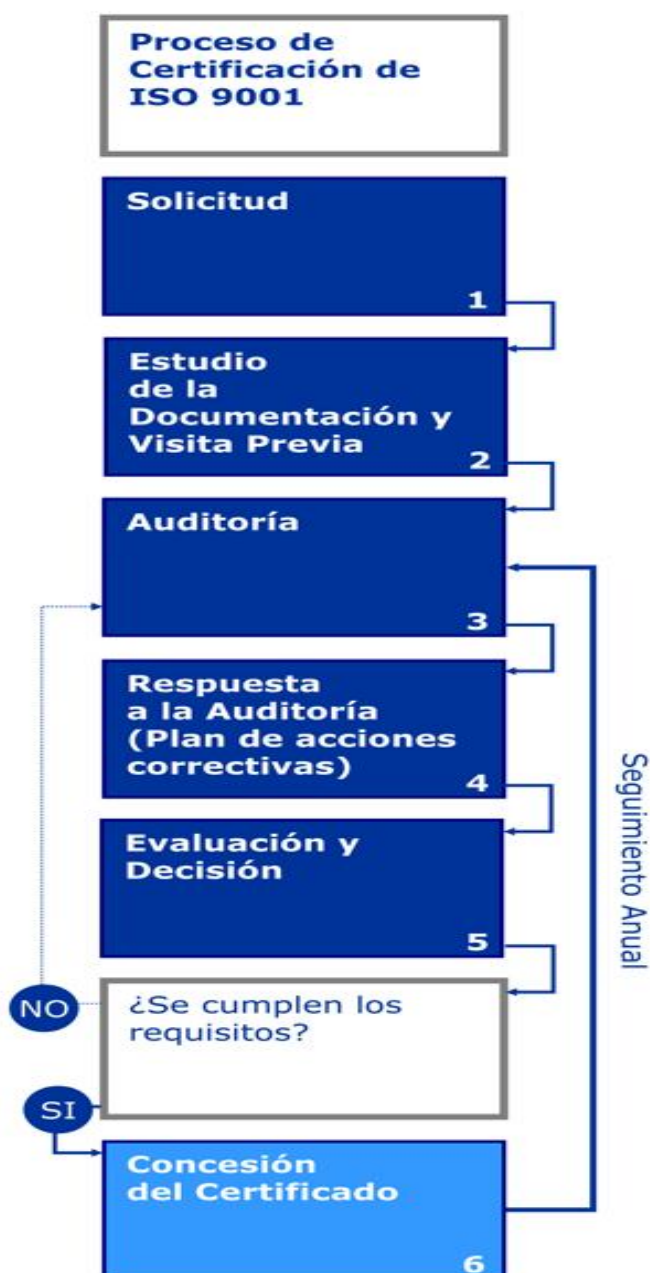 Proceso de
Certificación de
ISO 9001
Solicitud
1
Estudio
de la
Documentación y
Visita Previa
2
Auditoría
3
Respuesta
a la Auditoría
(Plan de acciones
correctivas)
4
Evaluación y
Decisión
5
NO
¿Se cumplen los
requisitos?
SI
Concesión
del Certificado
6
Seguimiento Anual